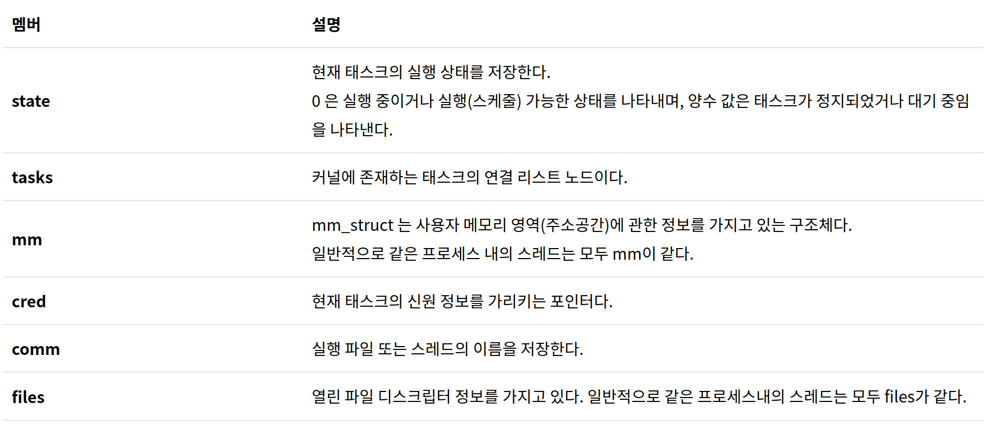 멤버 설명
state
현재 태스크의 실행 상태를 저장한다.
0 은 실행 중이거나 실행(스케줄) 가능한 상태를 나타내며, 양수 값은 태스크가 정지되었거나 대기 중임
을 나타낸다.
tasks
커널에 존재하는 태스크의 연결 리스트 노드이다.
mm
mm_struct 는 사용자 메모리 영역(주소공간)에 관한 정보를 가지고 있는 구조체다.
일반적으로 같은 프로세스 내의 스레드는 모두 mm이 같다.
cred
현재 태스크의 신원 정보를 가리키는 포인터다.
comm
실행 파일 또는 스레드의 이름을 저장한다.
files
열린 파일 디스크립터 정보를 가지고 있다. 일반적으로 같은 프로세스내의 스레드는 모두 files가 같다.